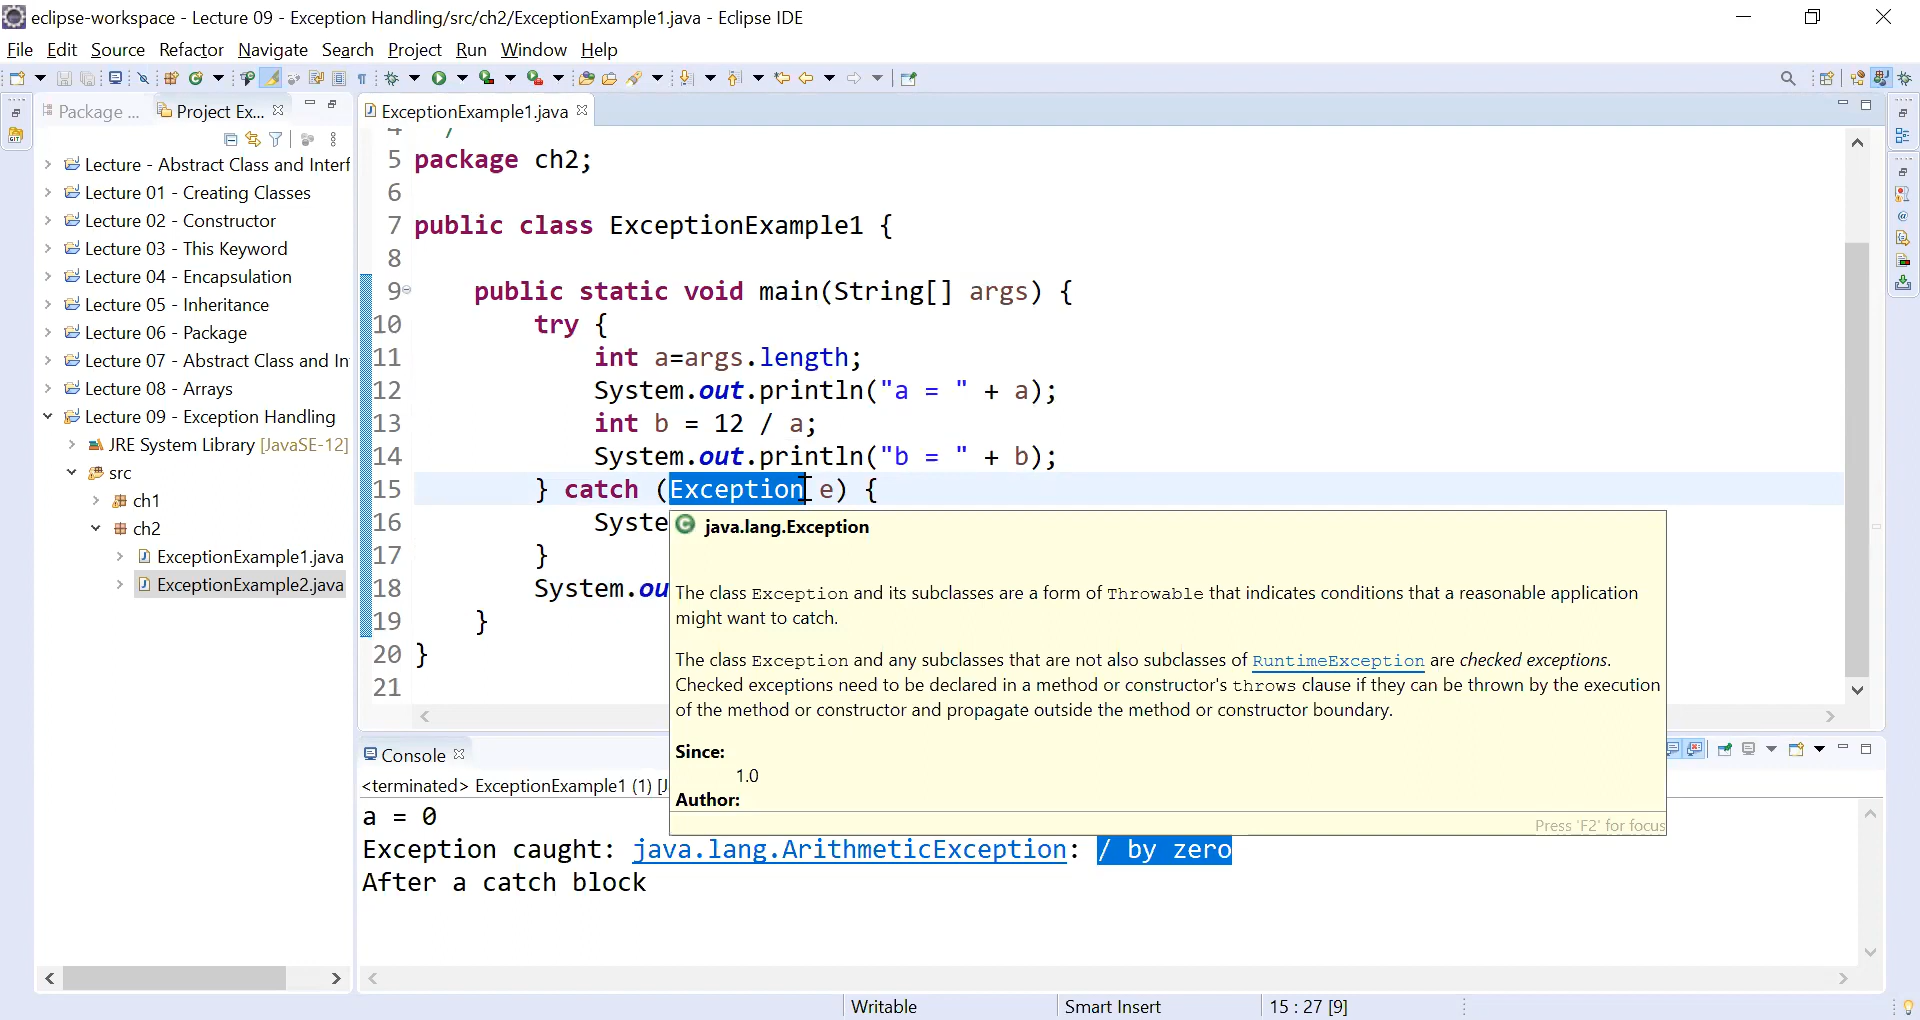 eclipse-workspace - Lecture 09 - Exception Handling/src/ch2/ExceptionExample1.java - Eclipse IDE
File Edit Source Refactor Navigate Search Project Run Window Help
Package ... Project Ex... ExceptionExample1.java
Lecture - Abstract Class and Interf
Lecture 01 - Creating Classes
Lecture 02 - Constructor
Lecture 03 - This Keyword
Lecture 04 - Encapsulation
Lecture 05 - Inheritance
Lecture 06 - Package
Lecture 07 - Abstract Class and In
Lecture 08 - Arrays
Lecture 09 - Exception Handling
JRE System Library [JavaSE-12]
src
ch1
ch2
ExceptionExample1.java
ExceptionExample2.java
5 package ch2;
6
7 public class ExceptionExample1 {
8
9 public static void main(String[] args) {
10 try {
11 int a=args.length;
12 System.out.println("a = " + a);
13 int b = 12 / a;
14 System.out.println("b = " + b);
15 } catch (Exception e) {
16 Syste
17 }
18 System.ou
19 }
20 }
21
java.lang.Exception
The class Exception and its subclasses are a form of Throwable that indicates conditions that a reasonable application
might want to catch.
The class Exception and any subclasses that are not also subclasses of RuntimeException are checked exceptions.
Checked exceptions need to be declared in a method or constructor's throws clause if they can be thrown by the execution
of the method or constructor and propagate outside the method or constructor boundary.
Since:
1.0
Author:
Press 'F2' for focus
Console
<terminated> ExceptionExample1 (1) [J
a = 0
Exception caught: java.lang.ArithmeticException: / by zero
After a catch block
Writable Smart Insert 15 : 27 [9]